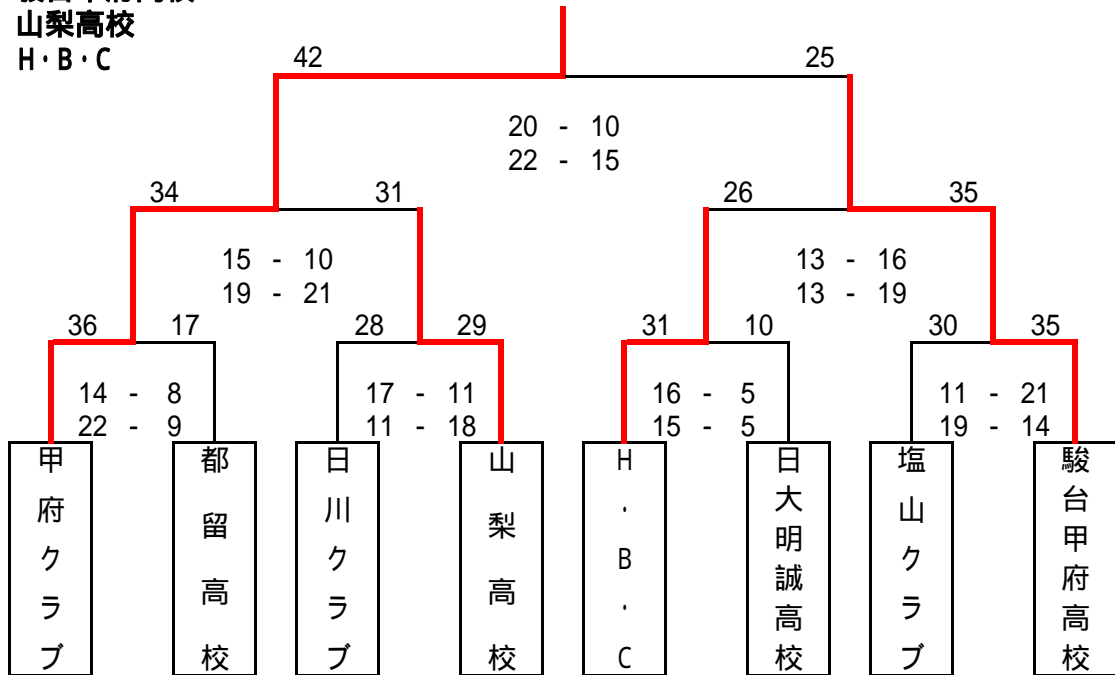 山梨高校
H・B・C
42 25
20 - 10
22 - 15
34 31 26 35
15 - 10 13 - 16
19 - 21 13 - 19
36 17 28 29 31 10 30 35
14 - 8 17 - 11 16 - 5 11 - 21
22 - 9 11 - 18 15 - 5 19 - 14
甲府クラブ
都留高校
日川クラブ
山梨高校
H・B・C
日大明誠高校
塩山クラブ
駿台甲府高校